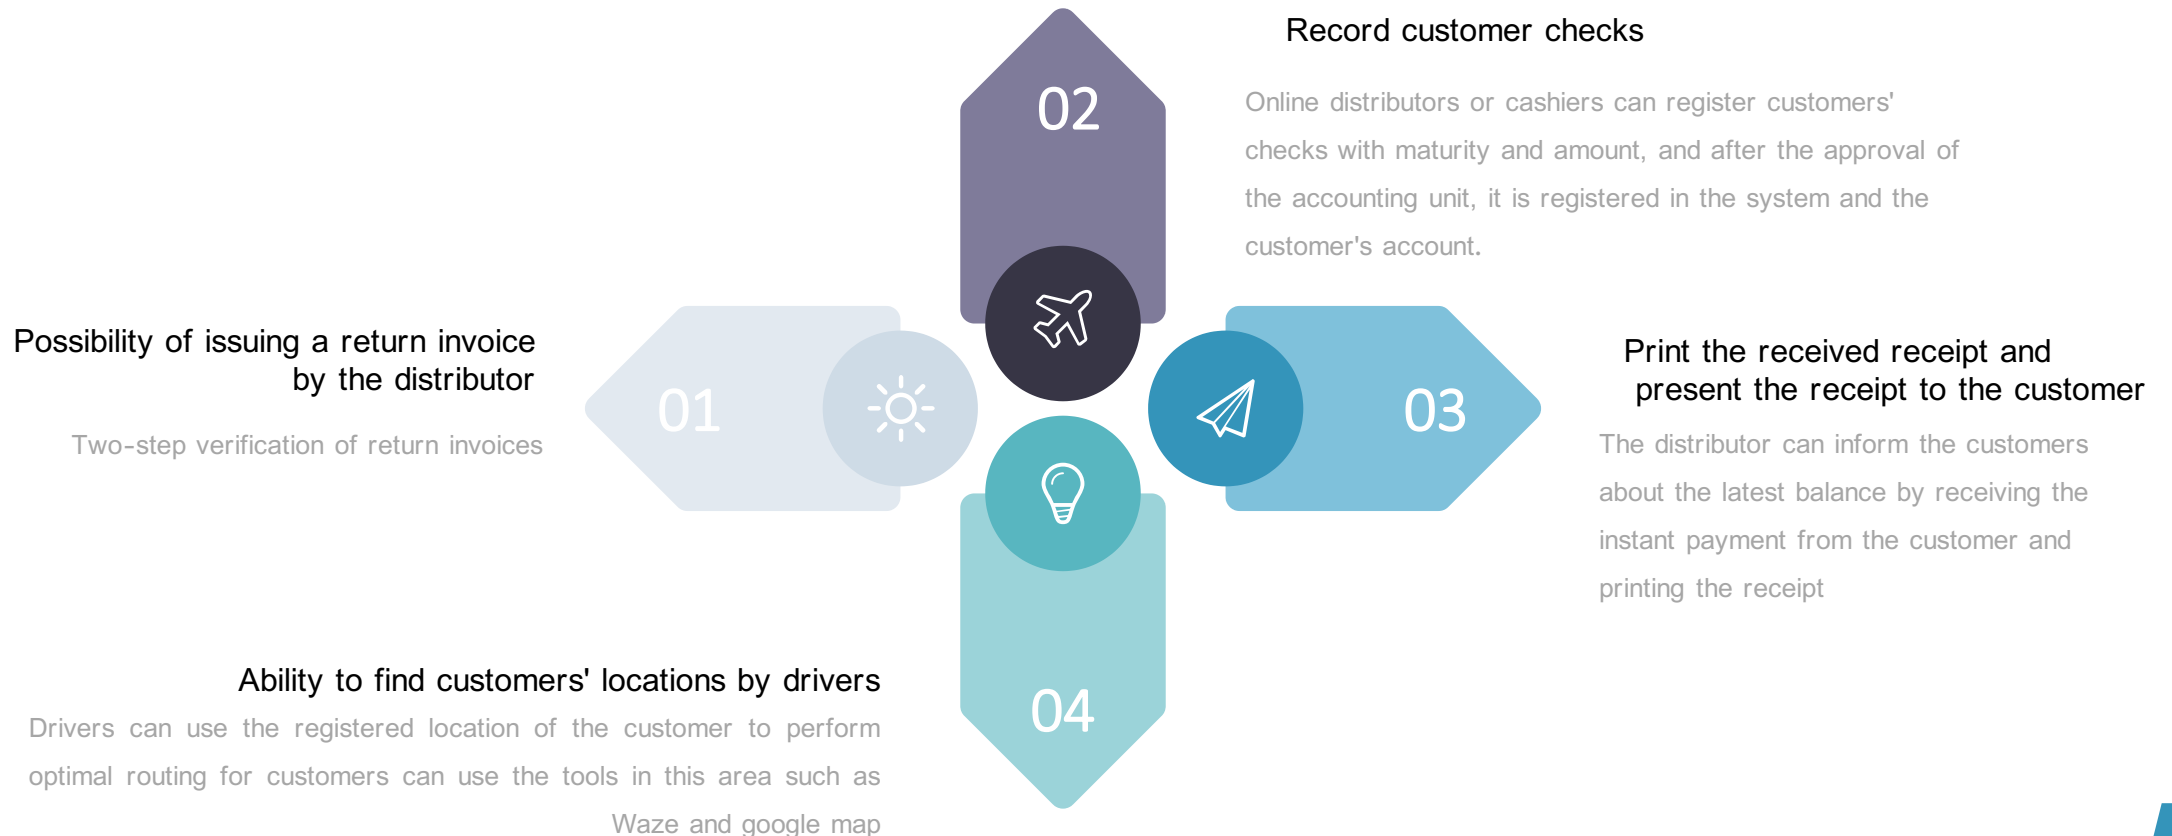 02
Record customer checks
Online distributors or cashiers can register customers'
checks with maturity and amount, and after the approval of
the accounting unit, it is registered in the system and the
customer's account.
Possibility of issuing a return invoice
by the distributor
Two-step verification of return invoices
01
03
Print the received receipt and
present the receipt to the customer
The distributor can inform the customers
about the latest balance by receiving the
instant payment from the customer and
printing the receipt
Ability to find customers' locations by drivers
Drivers can use the registered location of the customer to perform
optimal routing for customers can use the tools in this area such as
Waze and google map
04